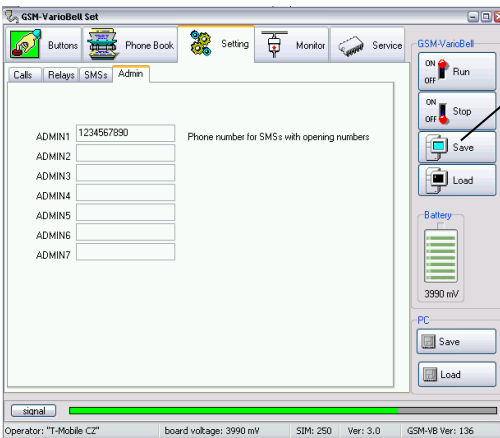 GSM-VarioBell Set
Buttons Phone Book Setting Monitor Service
Calls Relays SMSs Admin
ADMIN1 1234567890 Phone number for SMSs with opening numbers
ADMIN2
ADMIN3
ADMIN4
ADMIN5
ADMIN6
ADMIN7
GSM-VarioBell
ON OFF Run
ON OFF Stop
Save
Load
Battery
3990 mV
PC
Save
Load
signal
Operator: "T-Mobile CZ" board voltage: 3990 mV SIM: 250 Ver: 3.0 GSM-VB Ver: 136